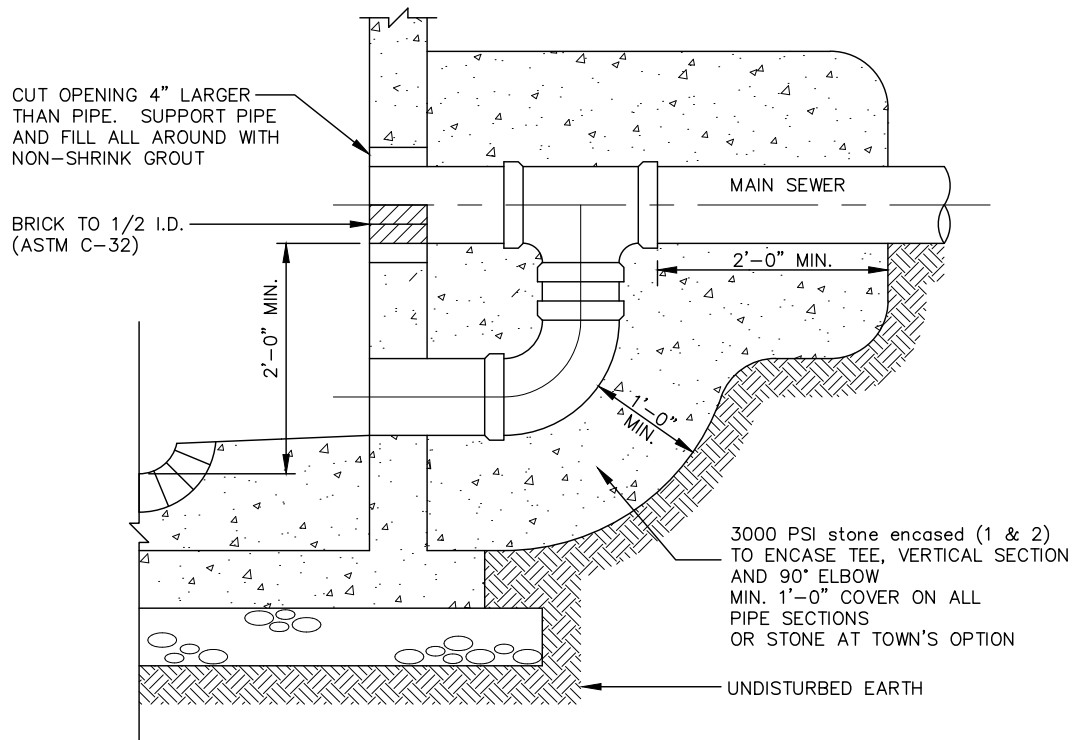 CUT OPENING 4" LARGER
THAN PIPE. SUPPORT PIPE
AND FILL ALL AROUND WITH
NON-SHRINK GROUT
MAIN SEWER
BRICK TO 1/2 I.D.
(ASTM C-32)
2'-0" MIN.
2'-0" MIN.
1'-0"
MIN.
3000 PSI stone encased (1 & 2)
TO ENCASE TEE, VERTICAL SECTION
AND 90° ELBOW
MIN. 1'-0" COVER ON ALL
PIPE SECTIONS
OR STONE AT TOWN'S OPTION
UNDISTURBED EARTH